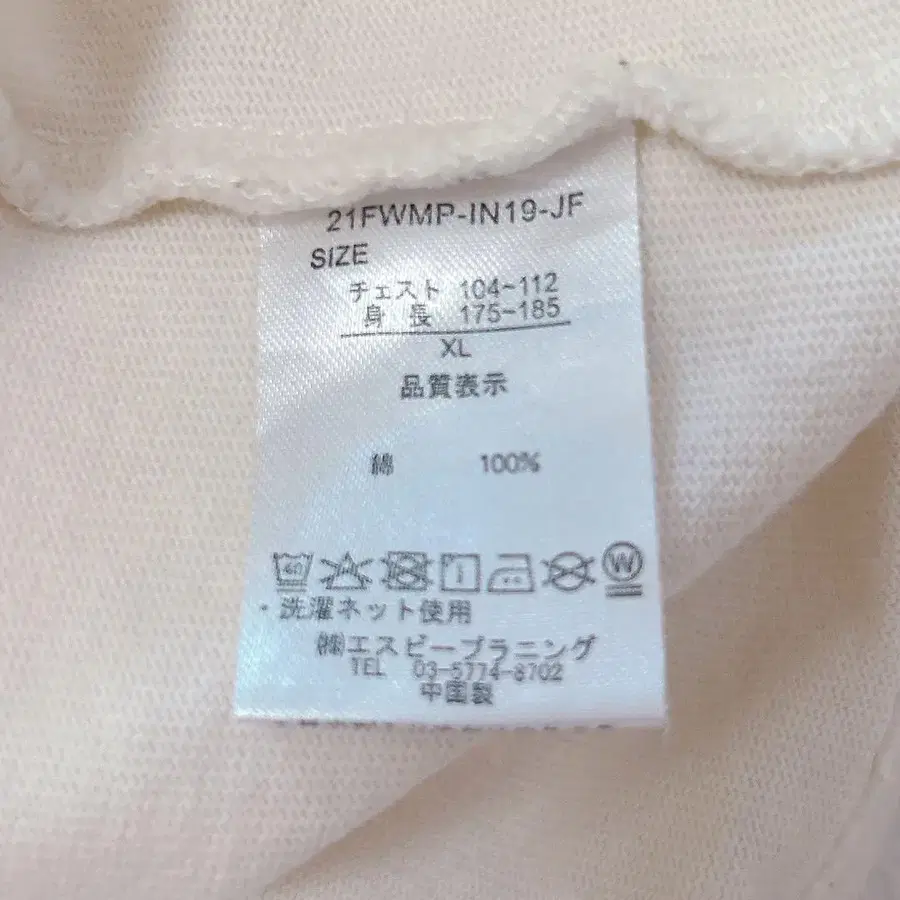 21FWMP-IN19-JF
SIZE
チェスト 104~112
身 長 175~185
XL
品質表示
綿 100%
40
W
・洗濯ネット使用
㈱エスピープラニング
TEL 03-5774-8702
中国製